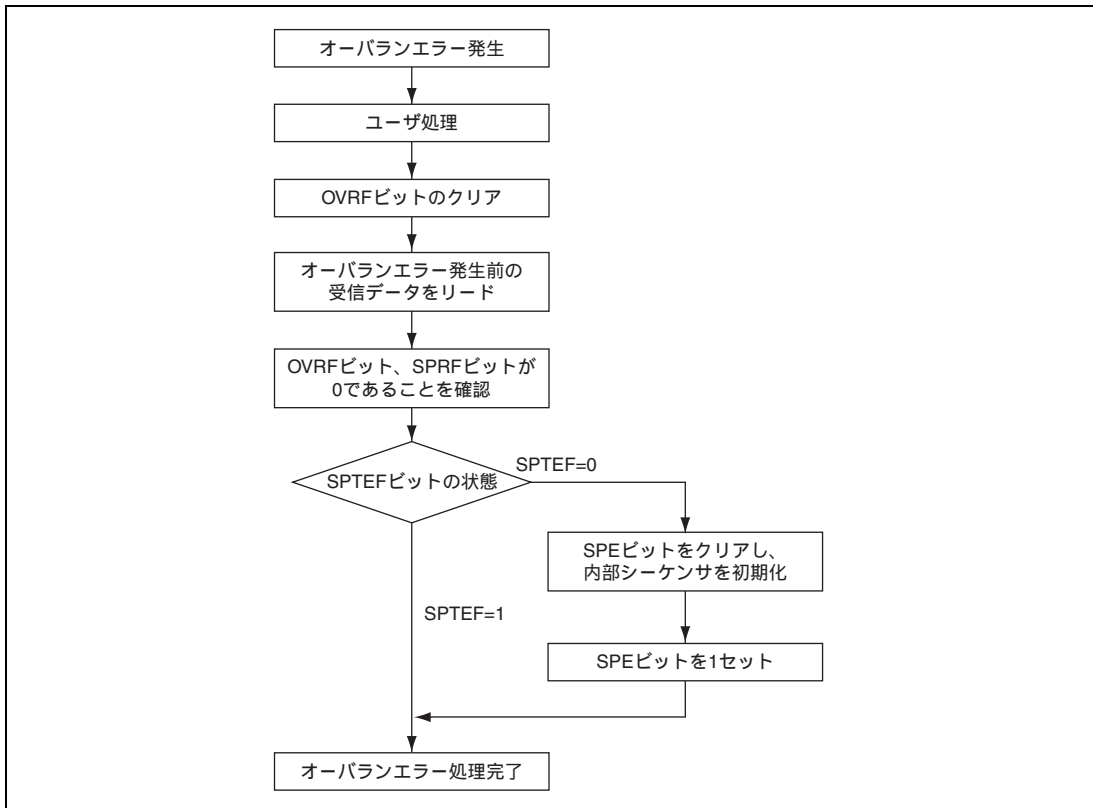 オーバランエラー発生
ユーザ処理
OVRFビットのクリア
オーバランエラー発生前の
受信データをリード
OVRFビット、SPRFビットが
0であることを確認
SPTEFビットの状態
SPTEF=0
SPEビットをクリアし、
内部シーケンサを初期化
SPTEF=1
SPEビットを1セット
オーバランエラー処理完了